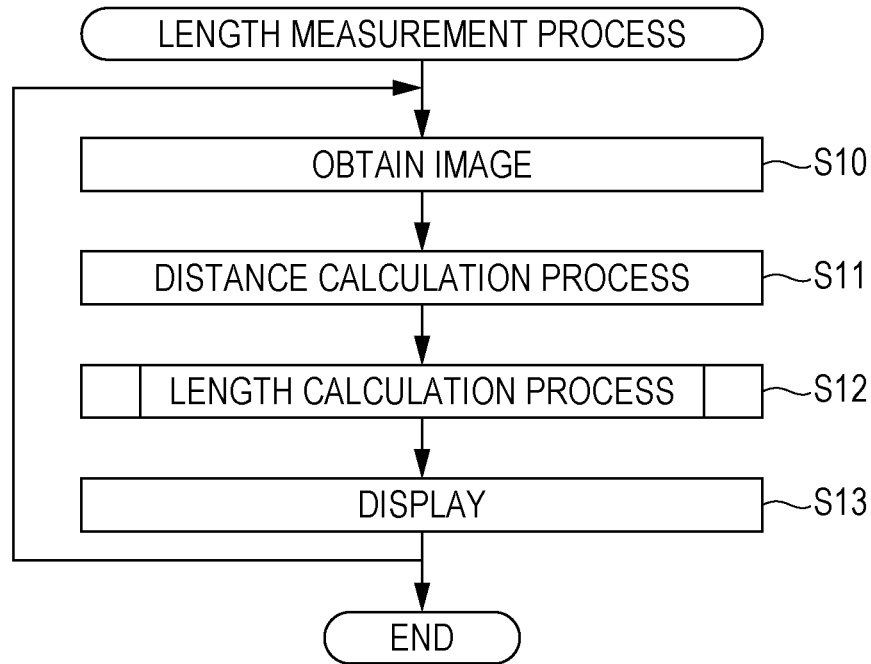 LENGTH MEASUREMENT PROCESS
OBTAIN IMAGE
S10
DISTANCE CALCULATION PROCESS
S11
LENGTH CALCULATION PROCESS
S12
DISPLAY
S13
END